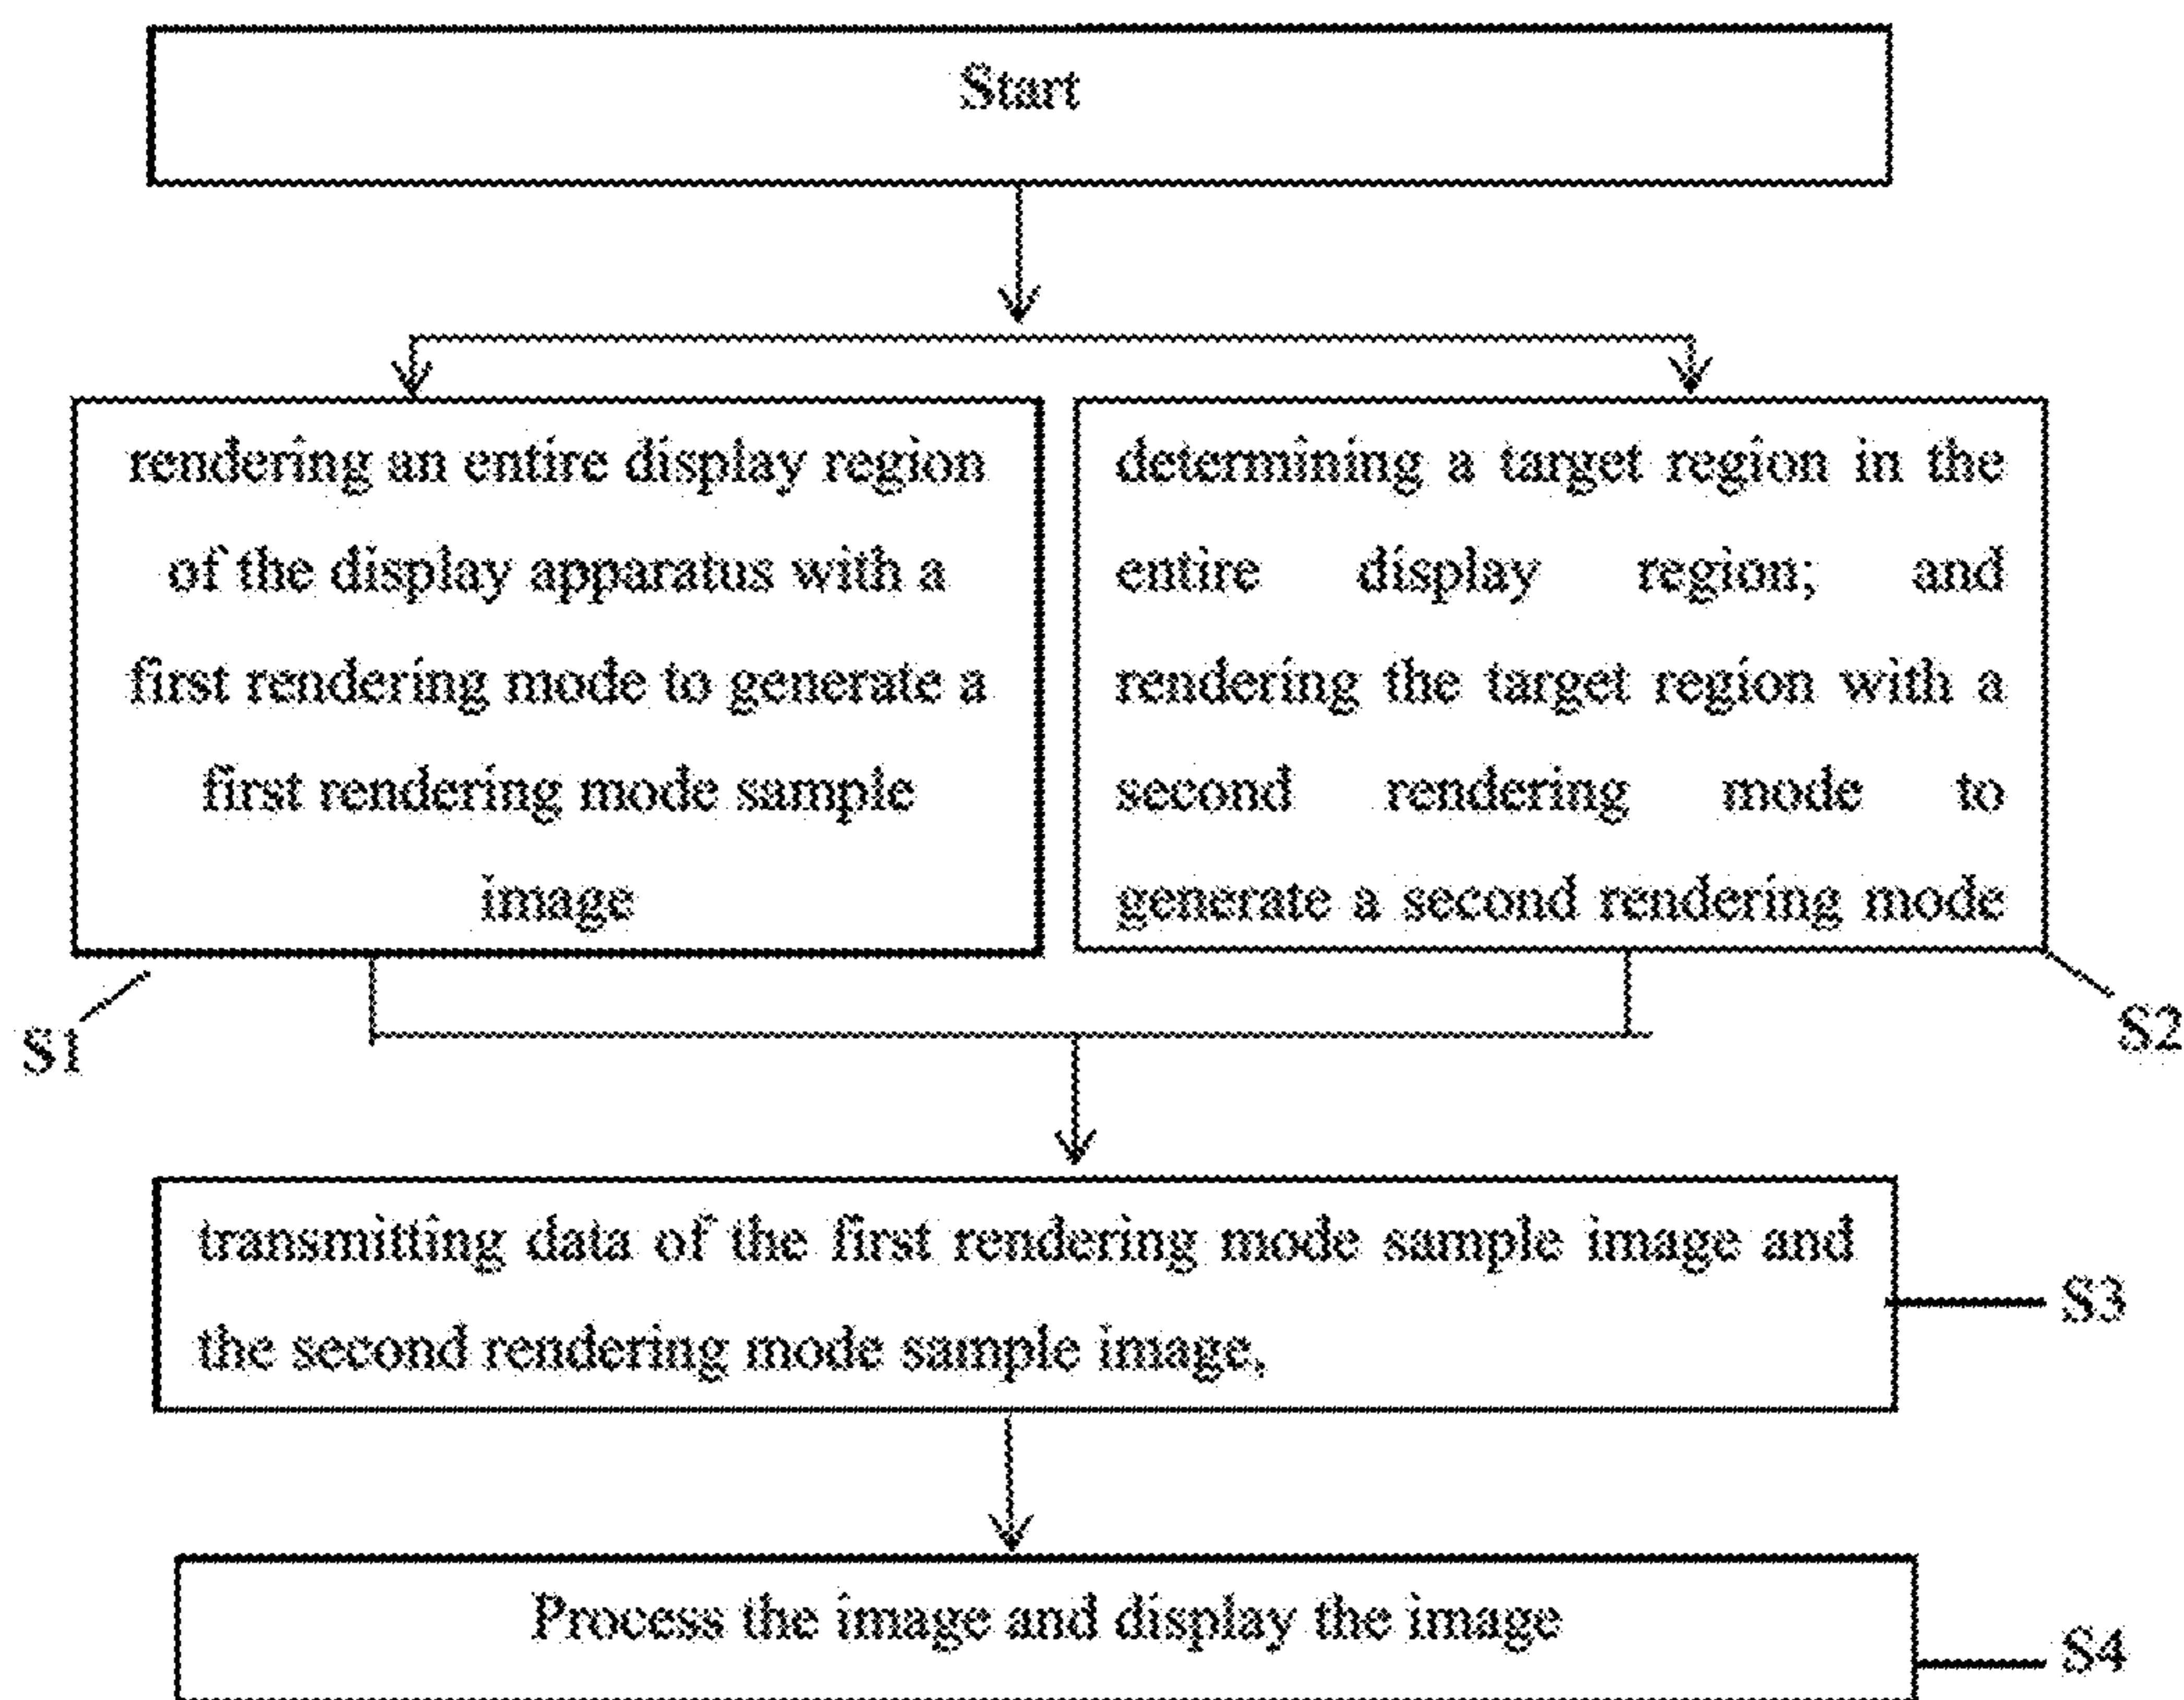 Start
rendering an entire display region
of the display apparatus with a
first rendering mode to generate a
first rendering mode sample
image
determining a target region in the
entire display region; and
rendering the target region with a
second rendering mode to
generate a second rendering mode
S1
S2
transmitting data of the first rendering mode sample image and
the second rendering mode sample image,
S3
Process the image and display the image
S4